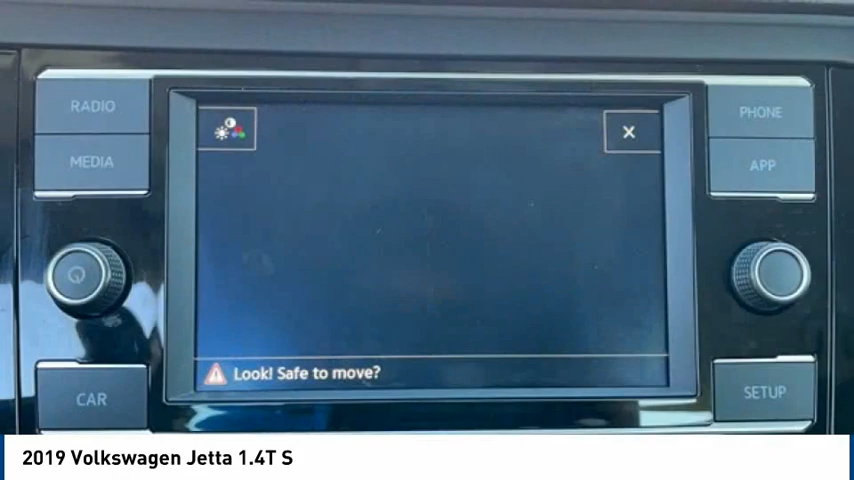 RADIO
PHONE
MEDIA
APP
Look! Safe to move?
CAR
SETUP
2019 Volkswagen Jetta 1.4T S